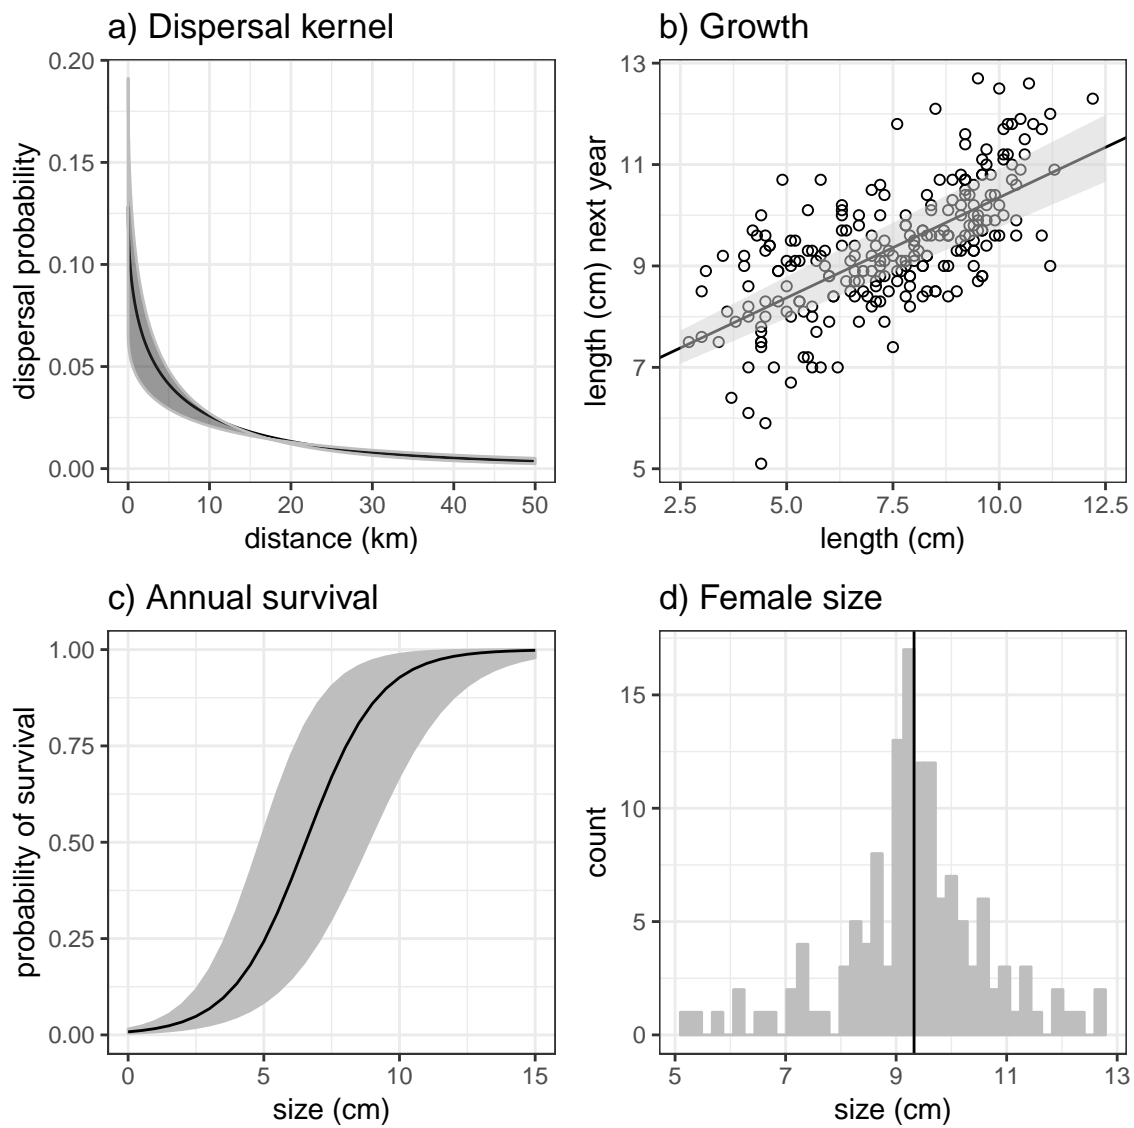 a) Dispersal kernel
dispersal probability
0.20
0.15
0.10
0.05
0.00
0 10 20 30 40 50
distance (km)
b) Growth
length (cm) next year
13
11
9
7
5
2.5 5.0 7.5 10.0 12.5
length (cm)
c) Annual survival
probability of survival
1.00
0.75
0.50
0.25
0.00
0 5 10 15
size (cm)
d) Female size
count
15
10
5
0
5 7 9 11 13
size (cm)